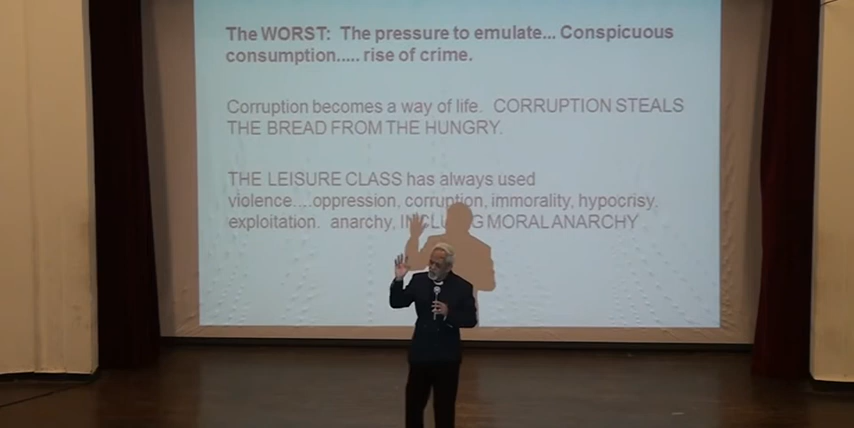 The WORST:  The pressure to emulate... Conspicuous
consumption..... rise of crime.
Corruption becomes a way of life.  CORRUPTION STEALS
THE BREAD FROM THE HUNGRY.
THE LEISURE CLASS has always used
violence....oppression, corruption, immorality, hypocrisy.
exploitation.  anarchy, INCLUDING MORAL ANARCHY